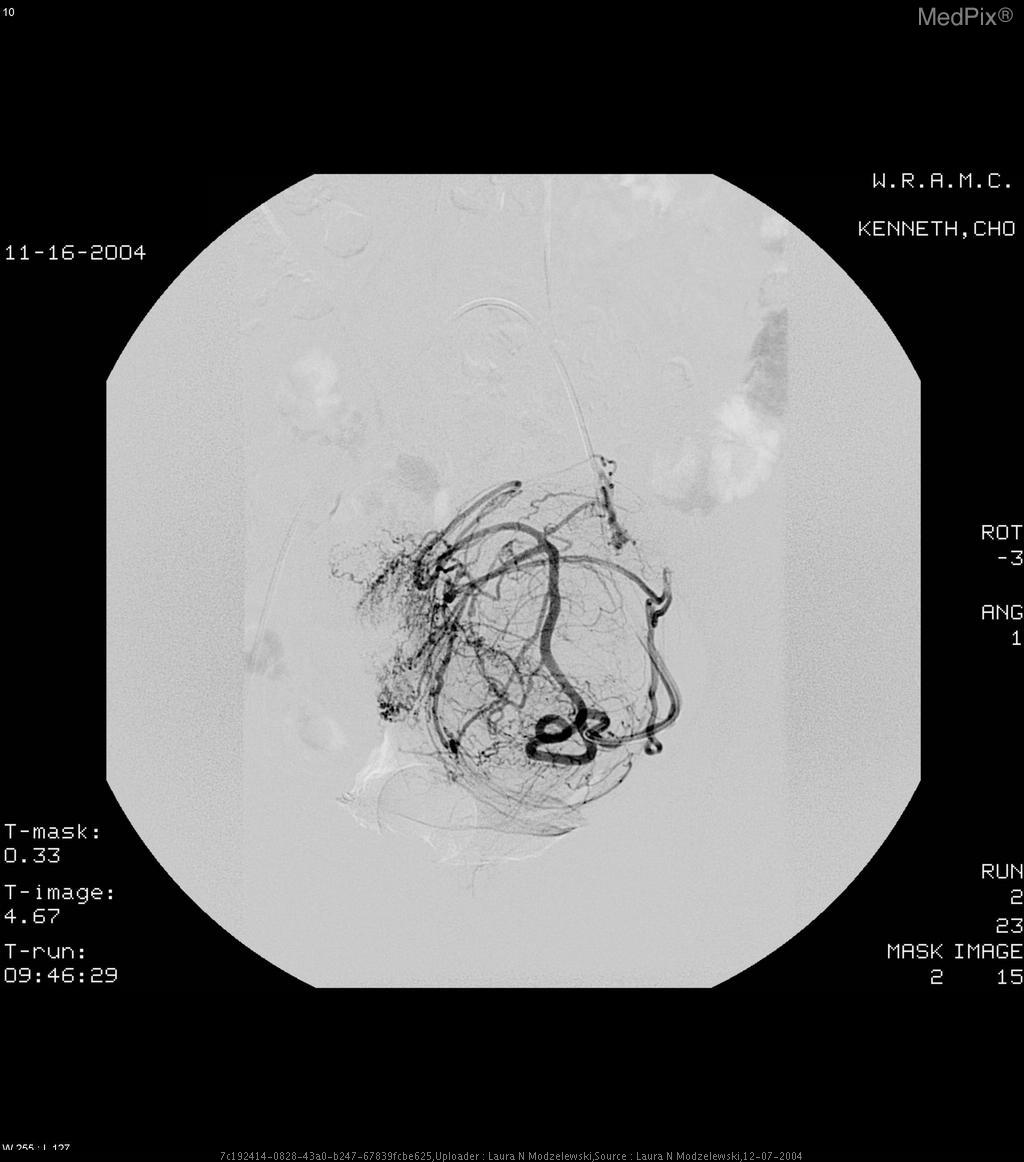 10
MedPix®
W.R.A.M.C.
KENNETH,CHO
11-16-2004
ROT
-3
ANG
1
T-mask:
0.33
T-image:
4.67
T-run:
09:46:29
RUN
2
23
MASK IMAGE
2 15
W 255 : L 127
7c192414-0828-43a0-b247-67839fcbe625,Uploader : Laura N Modzelewski,Source : Laura N Modzelewski,12-07-2004